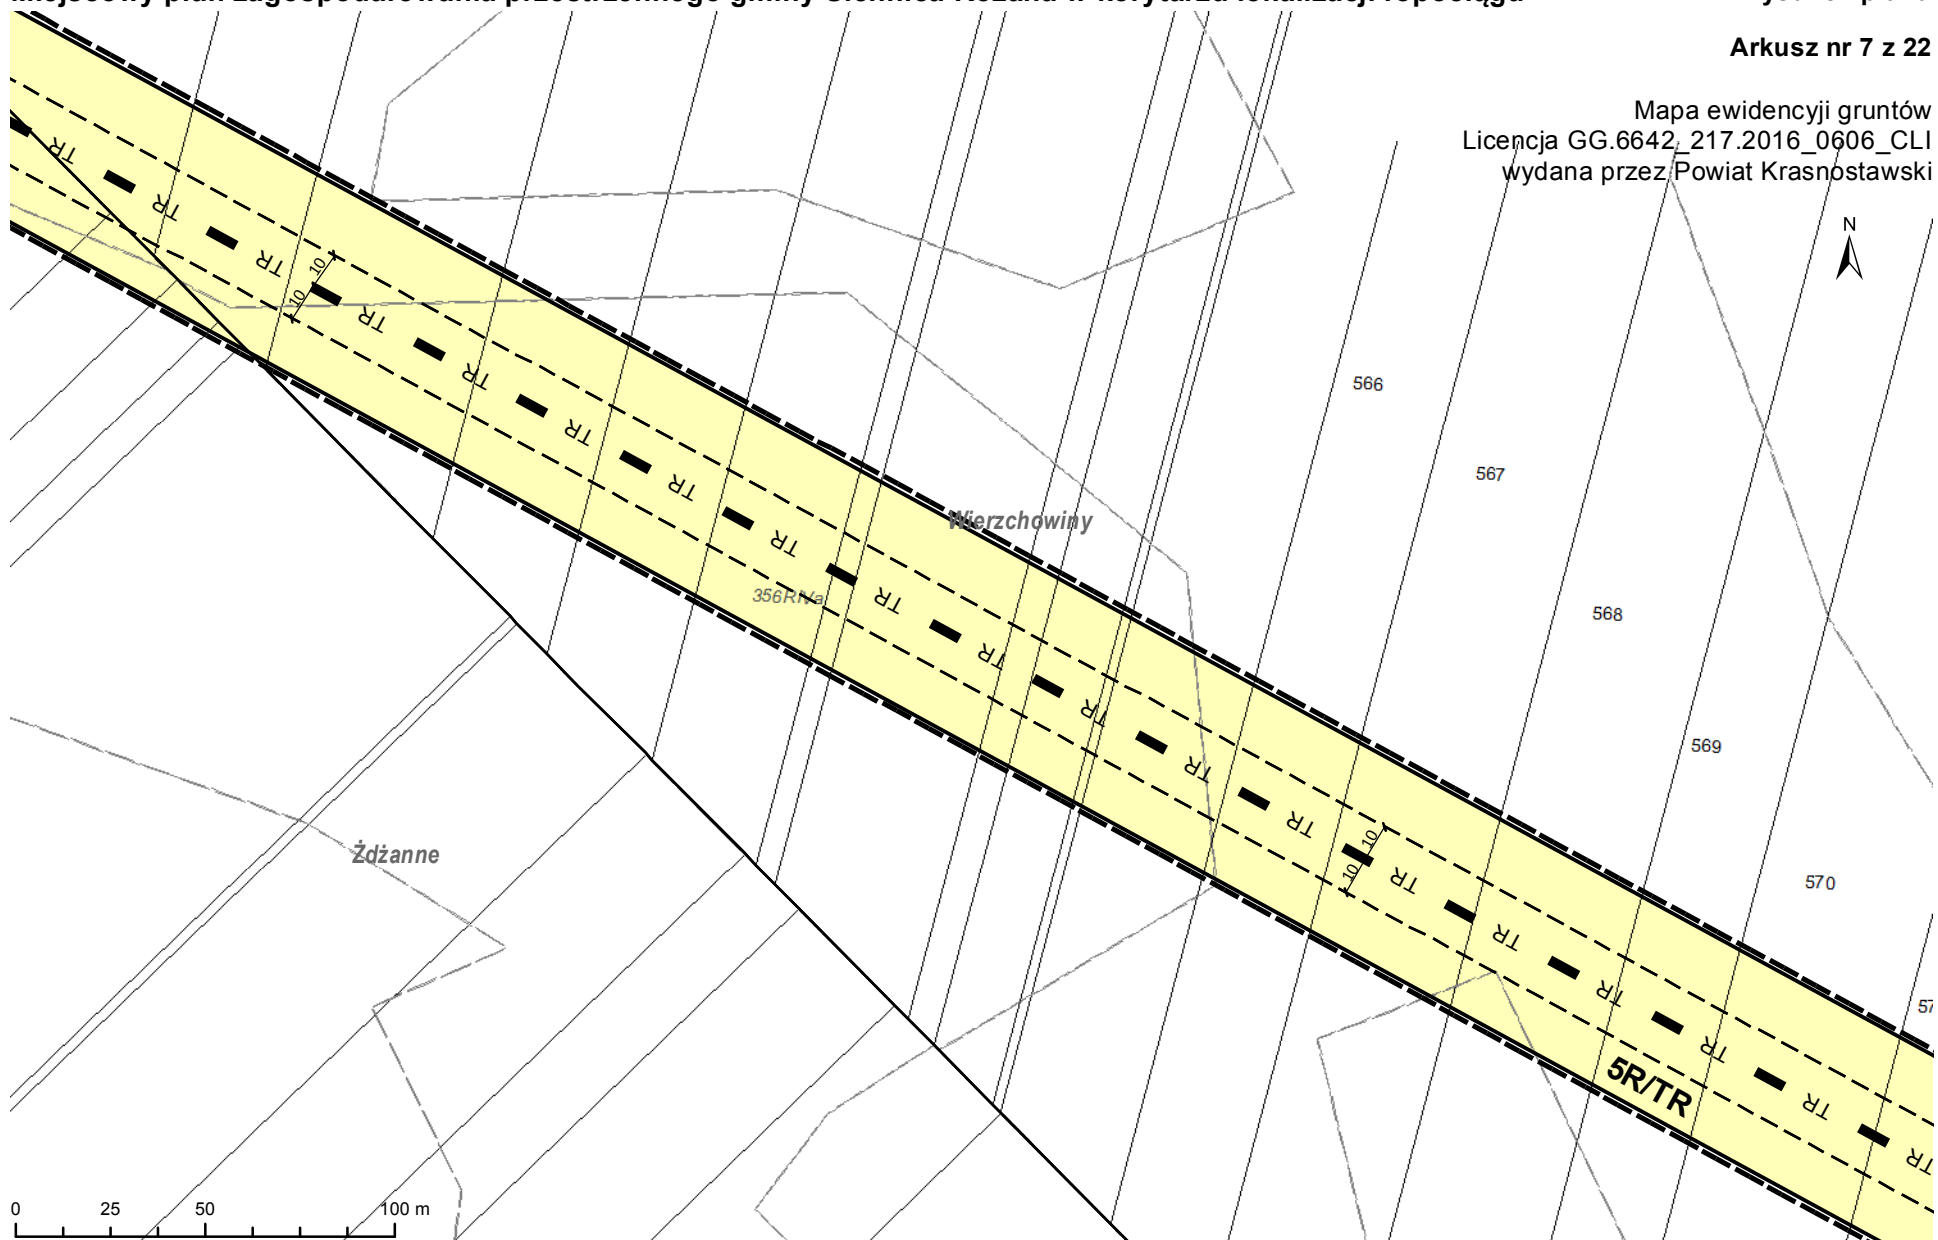 Arkusz nr 7 z 22
Mapa ewidencyji gruntów
Licencja GG.6642_217.2016_0606_CLI
wydana przez Powiat Krasnostawski
N
TR
TR
TR
10
10
TR
TR
TR
TR
TR
TR
TR
TR
TR
TR
10
10
TR
TR
TR
TR
TR
TR
566
567
568
569
570
57
Wierzchowiny
356RIVa
Żdżanne
5R/TR
0 25 50 100 m